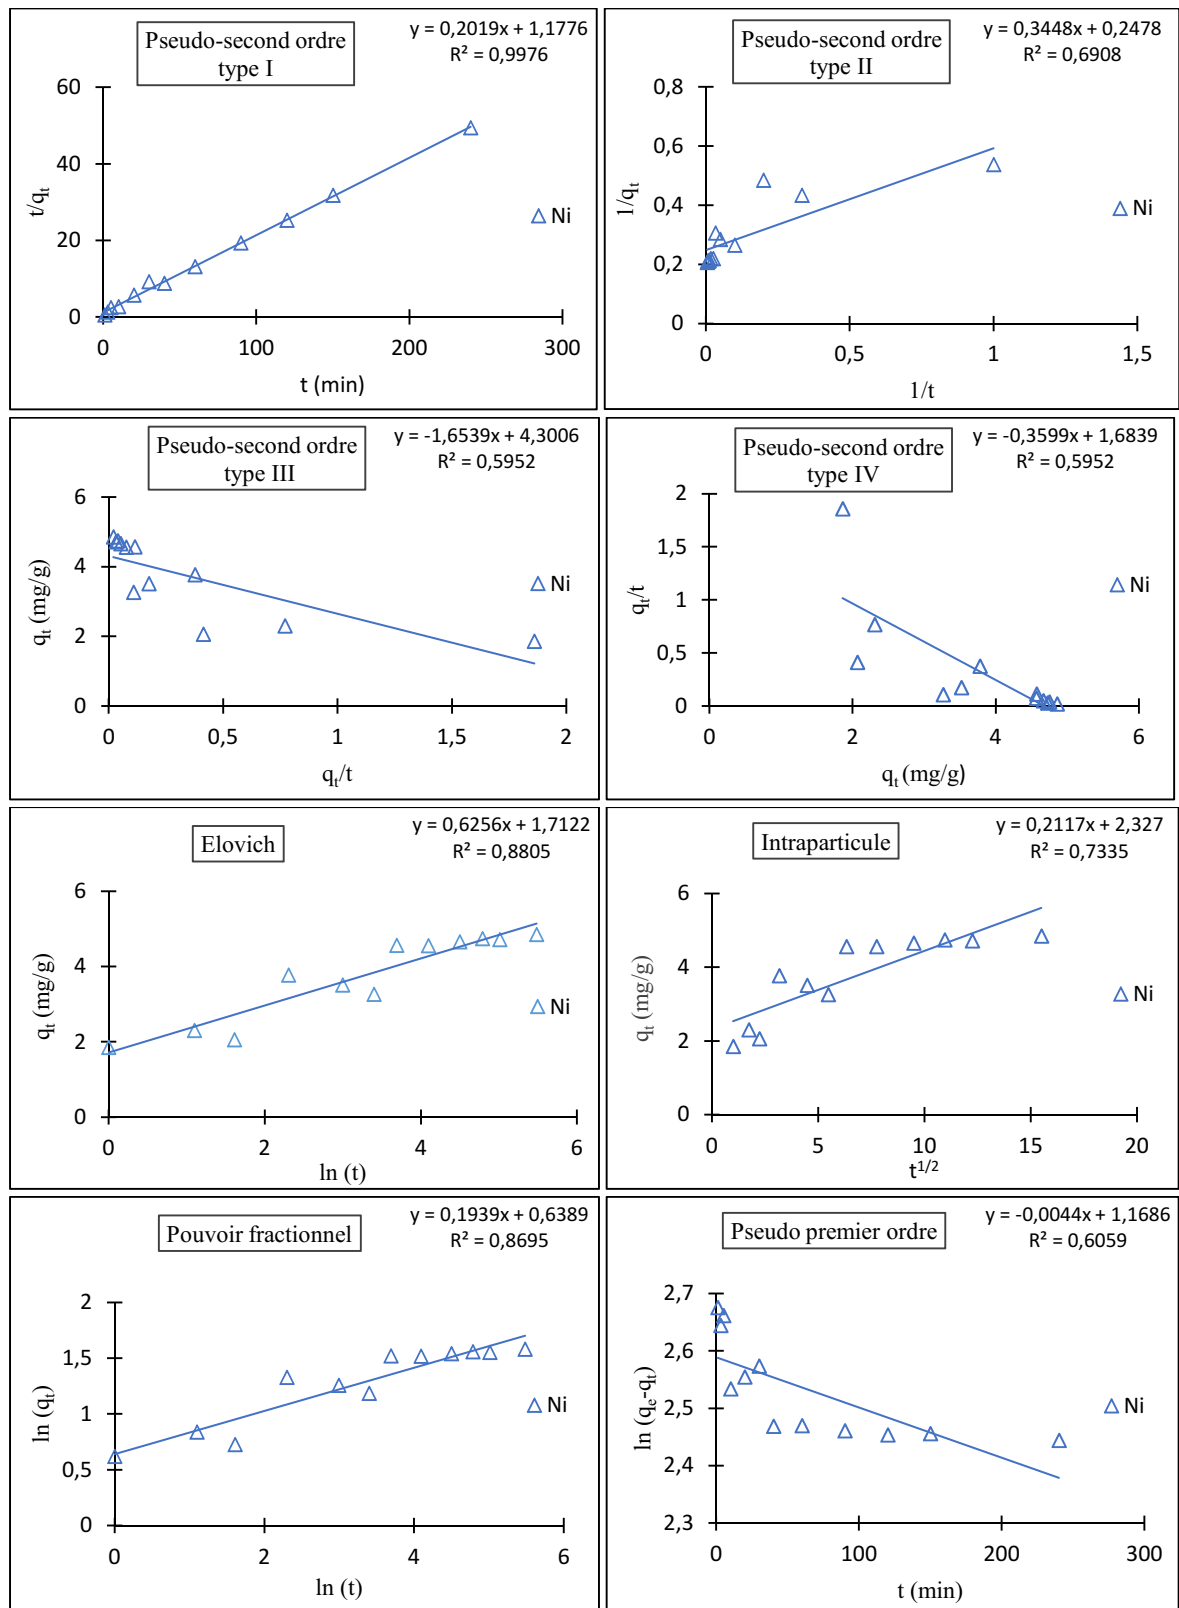 Pseudo-second ordre
type I
y = 0,2019x + 1,1776
R² = 0,9976
60
40
20
0
t/qt
0 100 200 300
t (min)
Ni
Pseudo-second ordre
type II
y = 0,3448x + 0,2478
R² = 0,6908
0,8
0,6
0,4
0,2
0
1/qt
0 0,5 1 1,5
1/t
Ni
Pseudo-second ordre
type III
y = -1,6539x + 4,3006
R² = 0,5952
6
4
2
0
qt (mg/g)
0 0,5 1 1,5 2
qt/t
Ni
Pseudo-second ordre
type IV
y = -0,3599x + 1,6839
R² = 0,5952
2
1,5
1
0,5
0
qt/t
0 2 4 6
qt (mg/g)
Ni
Elovich
y = 0,6256x + 1,7122
R² = 0,8805
6
4
2
0
qt (mg/g)
0 2 4 6
ln (t)
Ni
Intraparticule
y = 0,2117x + 2,327
R² = 0,7335
6
4
2
0
qt (mg/g)
0 5 10 15 20
t1/2
Ni
Pouvoir fractionnel
y = 0,1939x + 0,6389
R² = 0,8695
2
1,5
1
0,5
0
ln (qt)
0 2 4 6
ln (t)
Ni
Pseudo premier ordre
y = -0,0044x + 1,1686
R² = 0,6059
2,7
2,6
2,5
2,4
2,3
ln (qe-qt)
0 100 200 300
t (min)
Ni